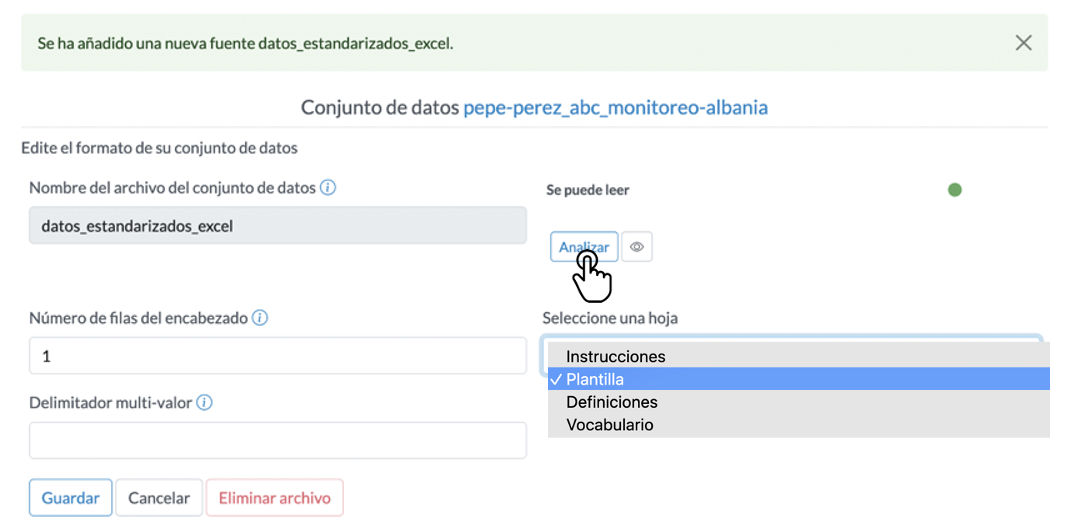 Se ha añadido una nueva fuente datos_estandarizados_excel.
Conjunto de datos pepe-perez_abc_monitoreo-albania
Edite el formato de su conjunto de datos
Nombre del archivo del conjunto de datos
Se puede leer
datos_estandarizados_excel
Analizar
Número de filas del encabezado
Seleccione una hoja
1
Instrucciones
✓ Plantilla
Delimitador multi-valor
Definiciones
Vocabulario
Guardar
Cancelar
Eliminar archivo